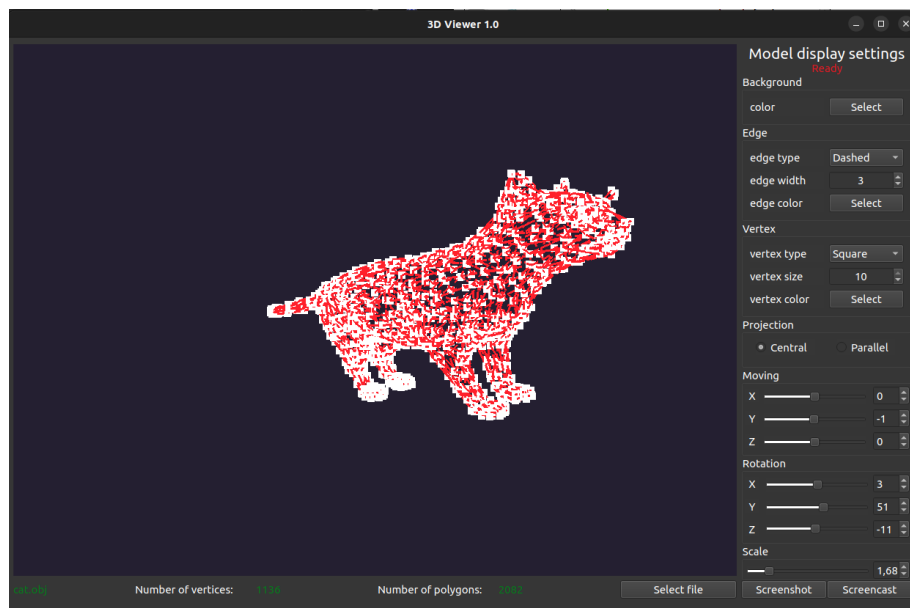 3D Viewer 1.0
Model display settings
Ready
Background
color Select
Edge
edge type Dashed
edge width 3
edge color Select
Vertex
vertex type Square
vertex size 10
vertex color Select
Projection
Central Parallel
Moving
X 0
Y -1
Z 0
Rotation
X 3
Y 51
Z -11
Scale
1,68
cat.obj Number of vertices: 1136 Number of polygons: 2082 Select file Screenshot Screencast